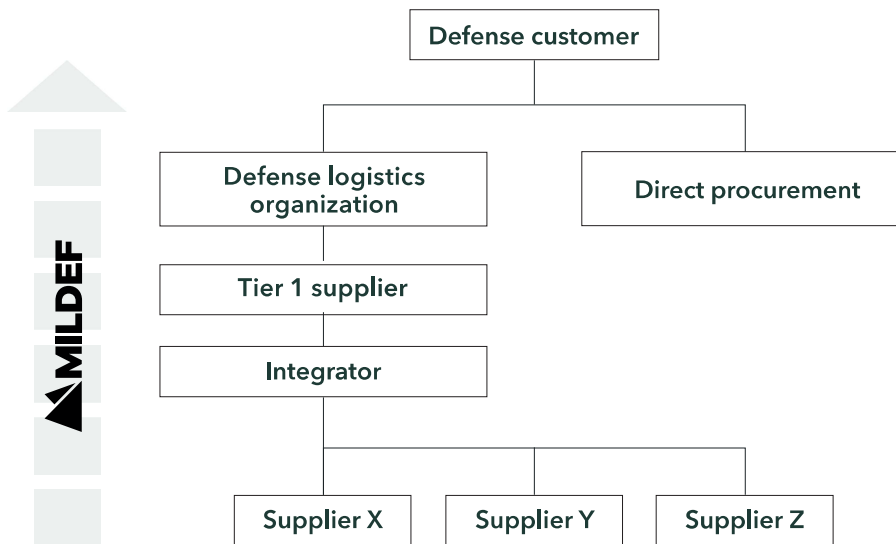 Defense customer
Defense logistics
organization
Direct procurement
Tier 1 supplier
Integrator
MILDEF
Supplier X
Supplier Y
Supplier Z